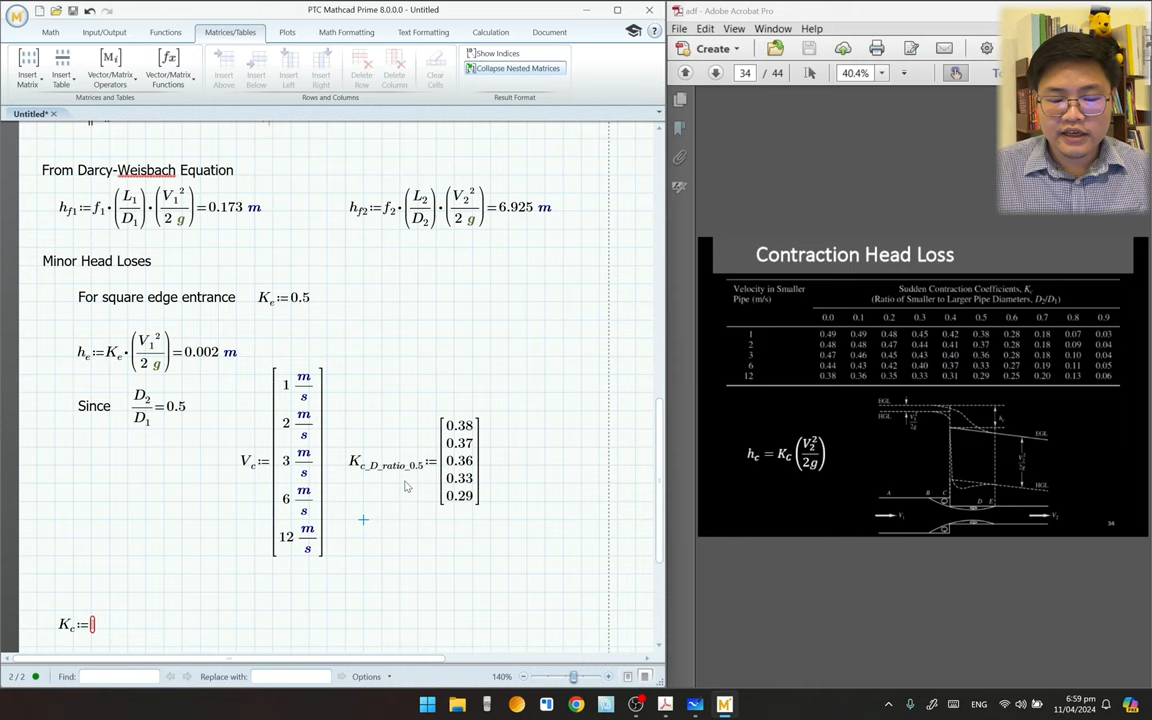 PTC Mathcad Prime 8.0.0.0 - Untitled
Math Input/Output Functions Matrices/Tables Plots Math Formatting Text Formatting Calculation Document
Insert Matrix Insert Table Vector/Matrix Operators Vector/Matrix Functions Insert Above Insert Below Insert Left Insert Right Delete Row Delete Column Clear Cells Show Indices
Collapse Nested Matrices
Matrices and Tables Rows and Columns Result Format
Untitled*
From Darcy-Weisbach Equation
h_f1:=f_1·(L_1/D_1)·(V_1^2/2 g)=0.173 m
h_f2:=f_2·(L_2/D_2)·(V_2^2/2 g)=6.925 m
Minor Head Loses
For square edge entrance K_e:=0.5
h_e:=K_e·(V_1^2/2 g)=0.002 m
Since D_2/D_1=0.5
V_c:=[1 m/s 2 m/s 3 m/s 6 m/s 12 m/s]
K_c_D_ratio_0.5:=[0.38 0.37 0.36 0.33 0.29]
K_c:=
2 / 2 Find: Replace with: Options 140%
adf - Adobe Acrobat Pro
File Edit View Window Help
Create
34 / 44 40.4%
Contraction Head Loss
Velocity in Smaller Pipe (m/s) Sudden Contraction Coefficients, K_c (Ratio of Smaller to Larger Pipe Diameters, D2/D1)
0.0 0.1 0.2 0.3 0.4 0.5 0.6 0.7 0.8 0.9
1 0.49 0.49 0.48 0.45 0.42 0.38 0.28 0.18 0.07 0.03
2 0.48 0.48 0.47 0.44 0.41 0.37 0.28 0.18 0.09 0.04
3 0.47 0.46 0.45 0.43 0.40 0.36 0.28 0.18 0.10 0.04
6 0.44 0.43 0.42 0.40 0.37 0.33 0.27 0.19 0.11 0.05
12 0.38 0.36 0.35 0.33 0.31 0.29 0.25 0.20 0.13 0.06
h_c = K_C (V_2^2/2g)
EGL
HGL
EGL
HGL
A B C D E
V_1 V_2
34
ENG 6:59 pm
11/04/2024